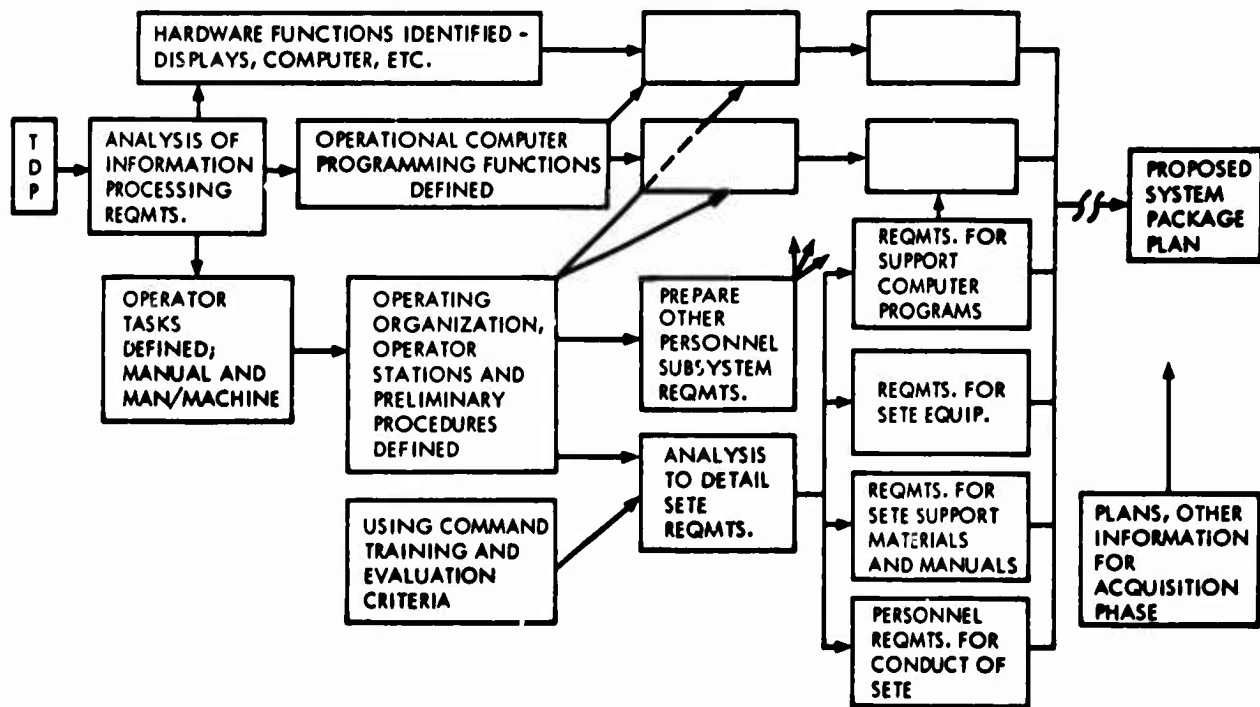 HARDWARE FUNCTIONS IDENTIFIED -
DISPLAYS, COMPUTER, ETC.
T
D
P
ANALYSIS OF
INFORMATION
PROCESSING
REQMTS.
OPERATIONAL COMPUTER
PROGRAMMING FUNCTIONS
DEFINED
PROPOSED
SYSTEM
PACKAGE
PLAN
OPERATOR
TASKS
DEFINED;
MANUAL AND
MAN/MACHINE
OPERATING
ORGANIZATION,
OPERATOR
STATIONS AND
PRELIMINARY
PROCEDURES
DEFINED
PREPARE
OTHER
PERSONNEL
SUBSYSTEM
REQMTS.
REQMTS. FOR
SUPPORT
COMPUTER
PROGRAMS
REQMTS. FOR
SETE EQUIP.
USING COMMAND
TRAINING AND
EVALUATION
CRITERIA
ANALYSIS
TO DETAIL
SETE
REQMTS.
REQMTS. FOR
SETE SUPPORT
MATERIALS
AND MANUALS
PERSONNEL
REQMTS. FOR
CONDUCT OF
SETE
PLANS, OTHER
INFORMATION
FOR
ACQUISITION
PHASE